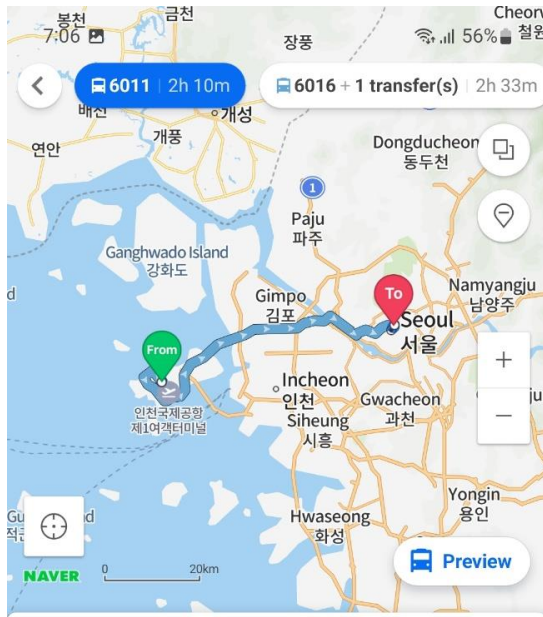 봉천
금천
Cheorw
7:06
장풍
56%
철원
6011 | 2h 10m
6016 + 1 transfer(s) | 2h 33m
개성
연안
개풍
Dongducheon
동두천
1
Paju
파주
Ganghwado Island
강화도
To
Gimpo
김포
Namyangju
남양주
Seoul
서울
From
Incheon
인천
Gwacheon
과천
인천국제공항
제1여객터미널
Siheung
시흥
Yongin
용인
Hwaseong
화성
Preview
NAVER
0
20km